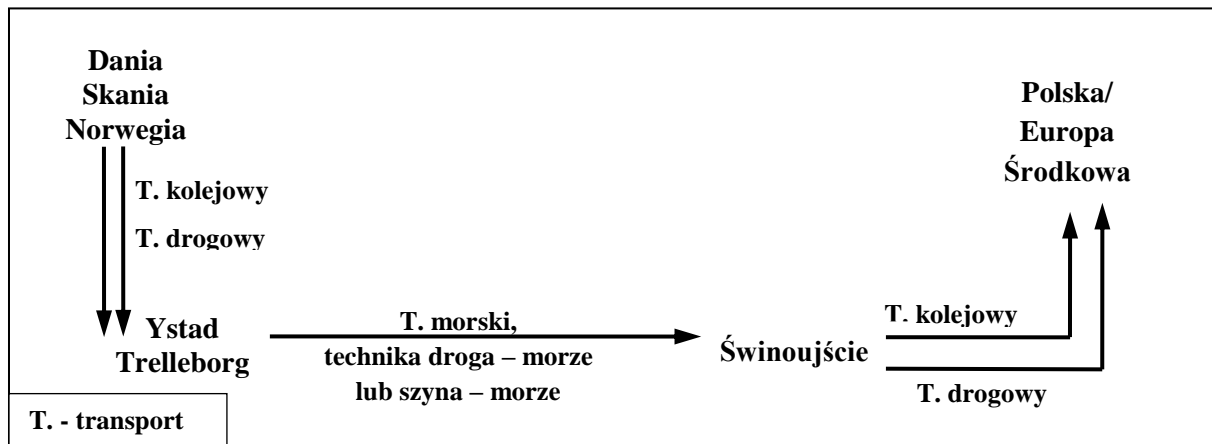 Dania
Skania
Norwegia
T. kolejowy
T. drogowy
Ystad
Trelleborg
T. morski,
technika droga – morze
lub szyna – morze
Świnoujście
T. kolejowy
T. drogowy
Polska/
Europa
Środkowa
T. - transport